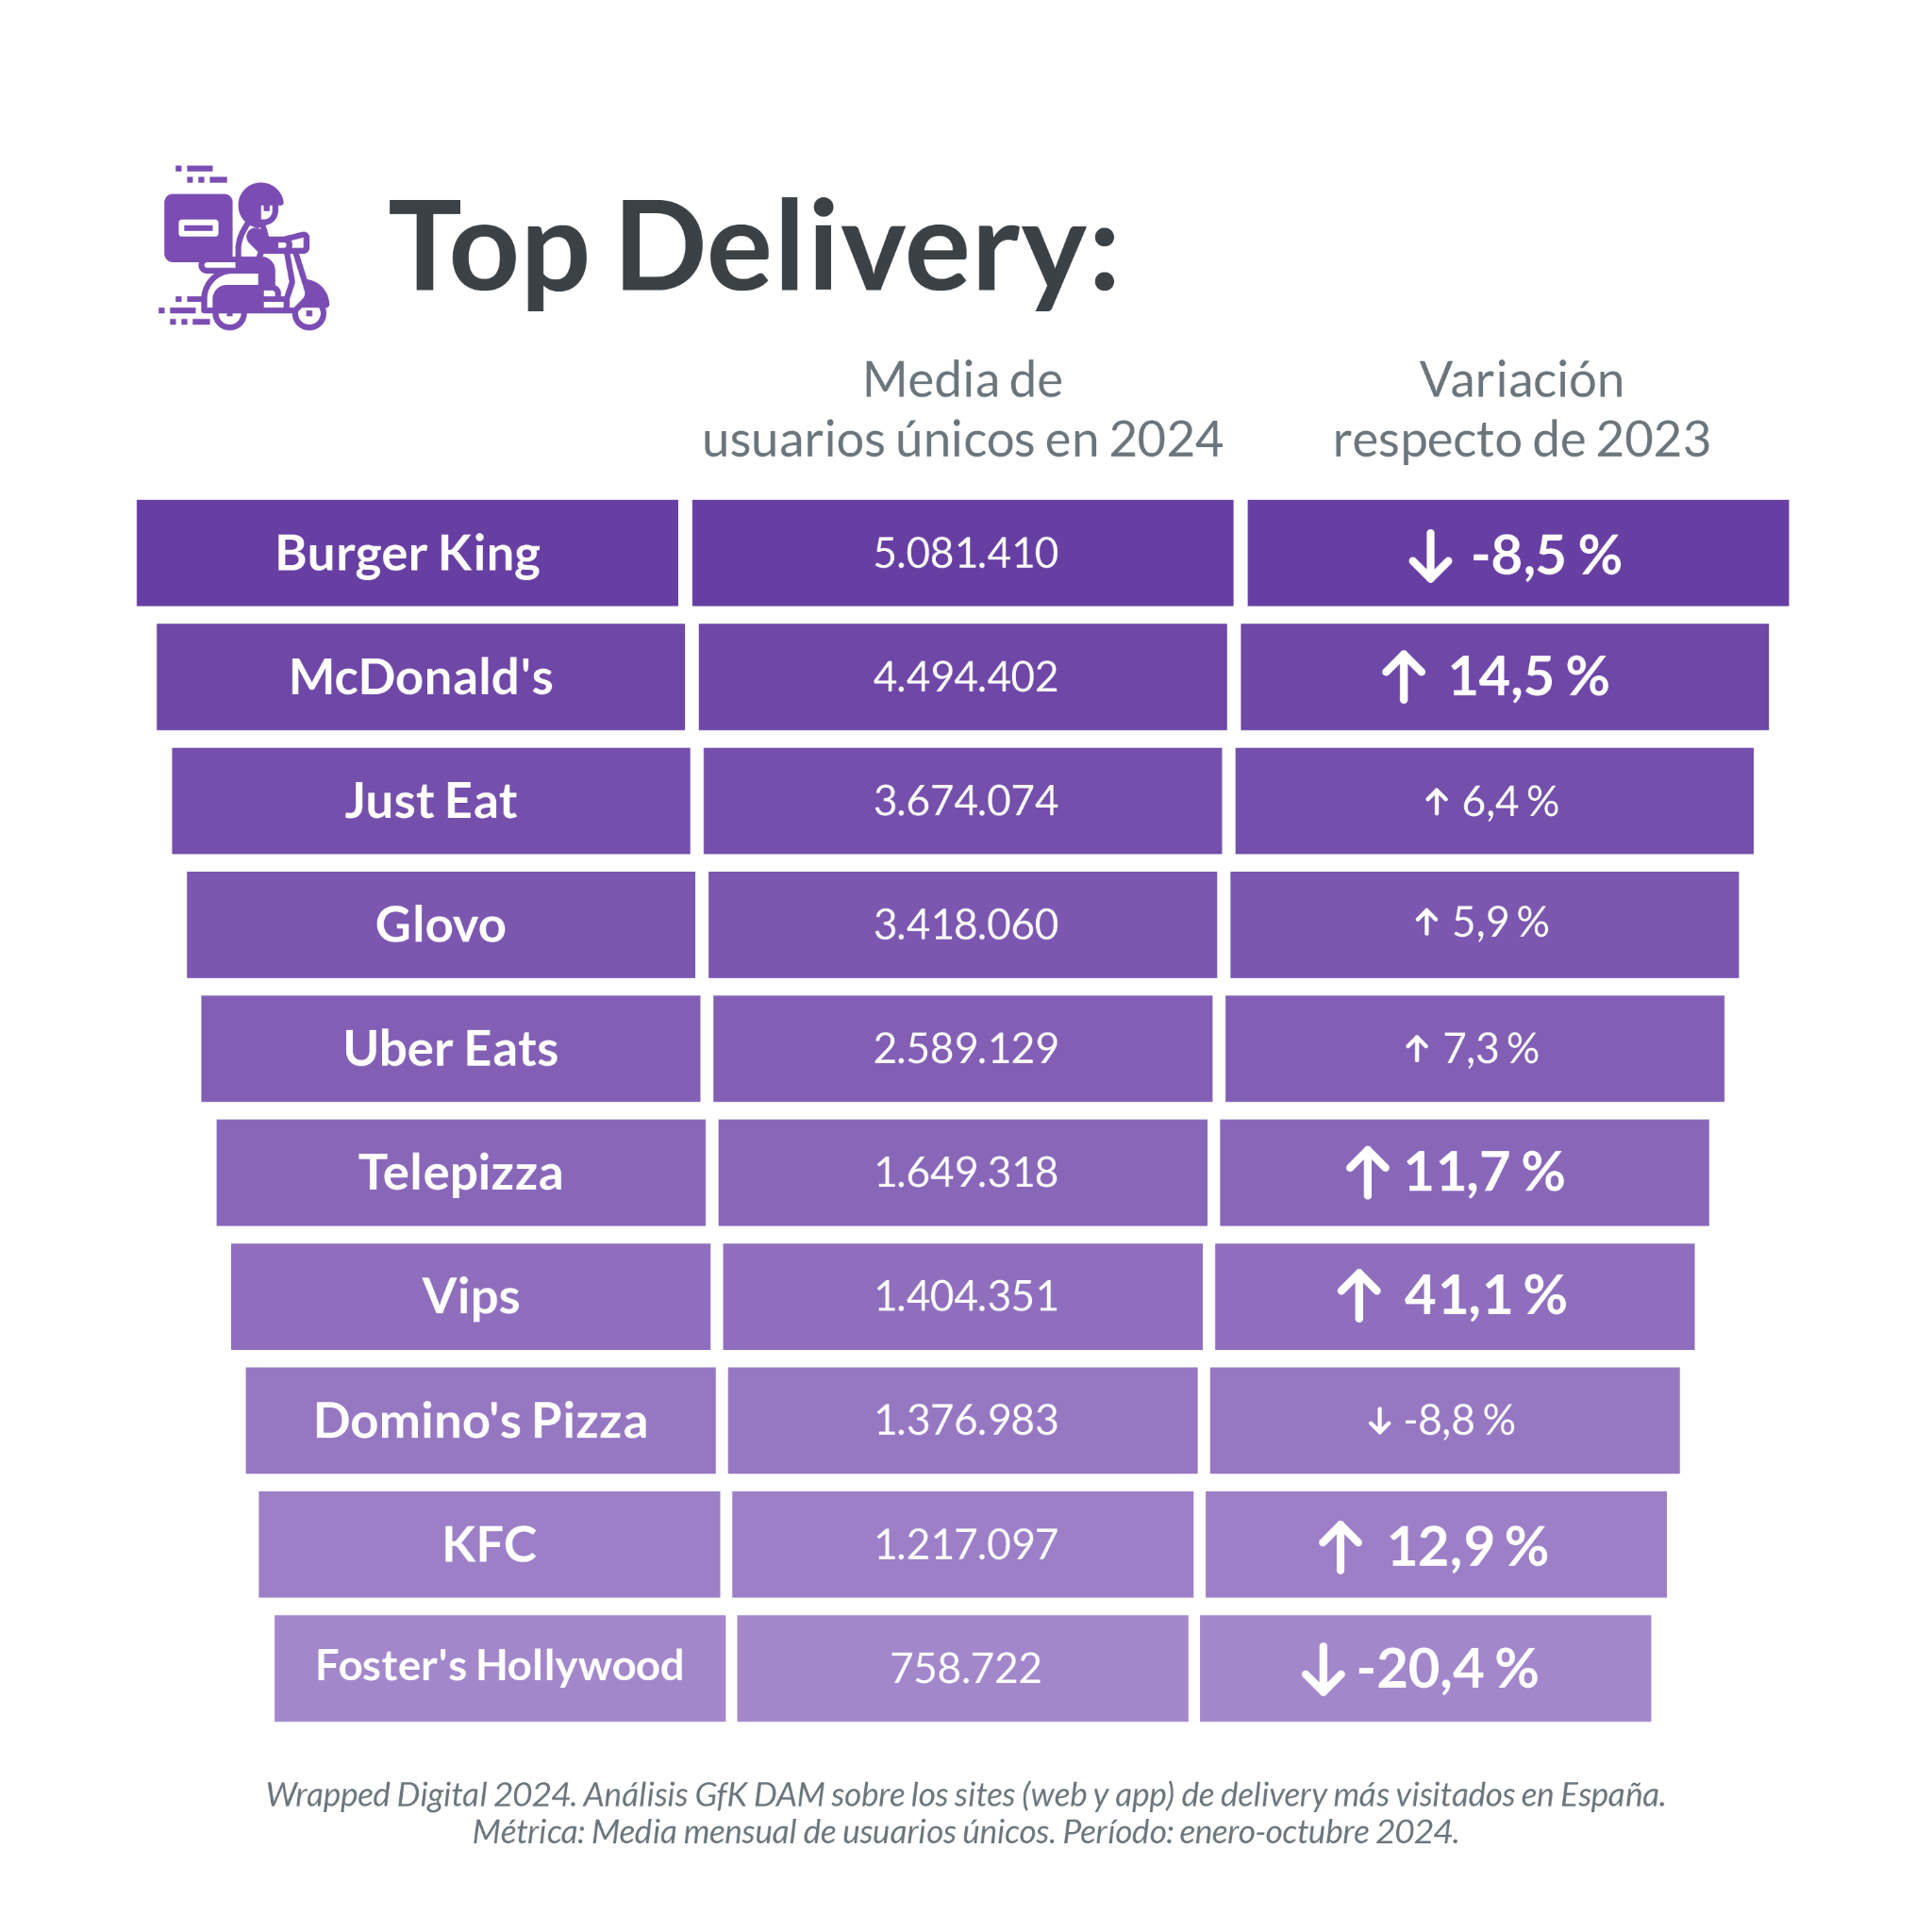 Top Delivery:
Media de
usuarios únicos en 2024
Variación
respecto de 2023
Burger King 5.081.410 ↓ -8,5 %
McDonald's 4.494.402 ↑ 14,5 %
Just Eat 3.674.074 ↑ 6,4 %
Glovo 3.418.060 ↑ 5,9 %
Uber Eats 2.589.129 ↑ 7,3 %
Telepizza 1.649.318 ↑ 11,7 %
Vips 1.404.351 ↑ 41,1 %
Domino's Pizza 1.376.983 ↓ -8,8 %
KFC 1.217.097 ↑ 12,9 %
Foster's Hollywood 758.722 ↓ -20,4 %
Wrapped Digital 2024. Análisis GfK DAM sobre los sites (web y app) de delivery más visitados en España.
Métrica: Media mensual de usuarios únicos. Período: enero-octubre 2024.